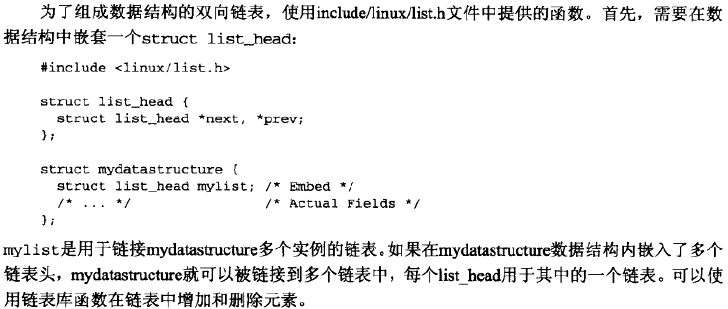 为了组成数据结构的双向链表，使用include/linux/list.h文件中提供的函数。首先，需要在数
据结构中嵌套一个struct list_head:
#include <linux/list.h>
struct list_head {
struct list_head *next, *prev;
};
struct mydatastructure {
struct list_head mylist; /* Embed */
/* ... */ /* Actual Fields */
};
mylist是用于链接mydatastructure多个实例的链表。如果在mydatastructure数据结构内嵌入了多个
链表头，mydatastructure就可以被链接到多个链表中，每个list_head用于其中的一个链表。可以使
用链表库函数在链表中增加和删除元素。